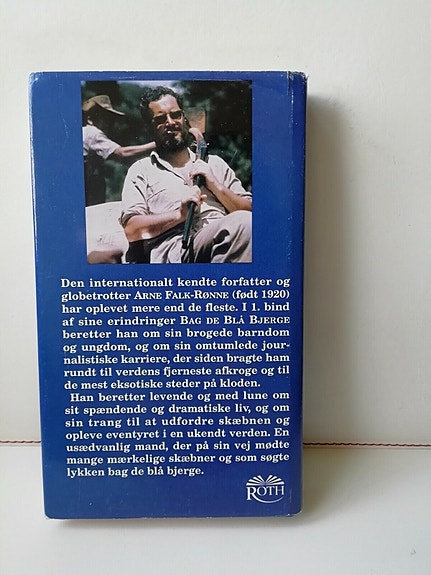 Den internationalt kendte forfatter og
globetrotter ARNE FALK-RØNNE (født 1920)
har oplevet mere end de fleste. I 1. bind
af sine erindringer BAG DE BLÅ BJERGE
beretter han om sin brogede barndom
og ungdom, og om sin omtumlede jour-
nalistiske karriere, der siden bragte ham
rundt til verdens fjerneste afkroge og til
de mest eksotiske steder på kloden.
Han beretter levende og med lune om
sit spændende og dramatiske liv, og om
sin trang til at udfordre skæbnen og
opleve eventyret i en ukendt verden. En
usædvanlig mand, der på sin vej mødte
mange mærkelige skæbner og som søgte
lykken bag de blå bjerge.
ROTH